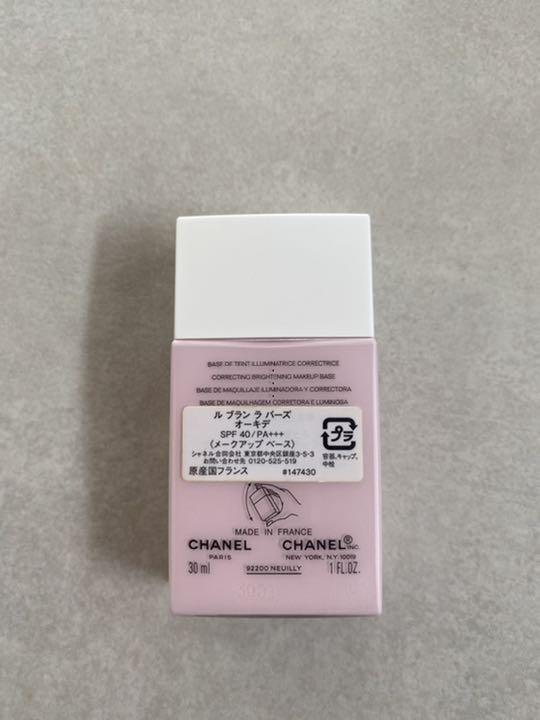 BASE DE TEINT ILLUMINATRICE CORRECTRICE
CORRECTING BRIGHTENING MAKEUP BASE
BASE DE MAQUILLAJE ILUMINADORA Y CORRECTORA
BASE DE MAQUILHAGEM CORRETORA E LUMINOSA
ル ブラン ラ バーズ
オーキデ
SPF 40/PA+++
(メークアップ ベース)
シャネル合同会社 東京都中央区銀座3-5-3
お問い合わせ先 0120-525-519
原産国フランス #147430
プラ
容器,キャップ,
中栓
MADE IN FRANCE
CHANEL CHANEL® INC.
PARIS NEW YORK, N.Y. 10019
30 ml 92200 NEUILLY 1 FL.OZ.